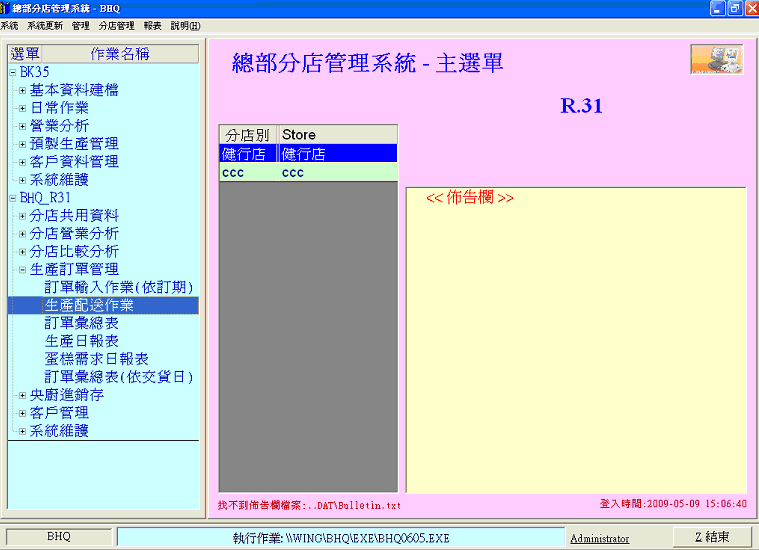 總部分店管理系統 - BHQ
系統 系統更新 管理 分店管理 報表 說明(H)
選單 作業名稱
BK35
基本資料建檔
日常作業
營業分析
預製生產管理
客戶資料管理
系統維護
BHQ_R31
分店共用資料
分店營業分析
分店比較分析
生產訂單管理
訂單輸入作業(依訂期)
生產配送作業
訂單彙總表
生產日報表
蛋糕需求日報表
訂單彙總表(依交貨日)
央廚進銷存
客戶管理
系統維護
總部分店管理系統 - 主選單
R.31
分店別 Store
健行店 健行店
ccc ccc
<< 佈告欄 >>
找不到佈告欄檔案:..DAT\Bulletin.txt
登入時間:2009-05-09 15:06:40
BHQ
執行作業: \\WING\BHQ\EXE\BHQ0605.EXE
Administrator
Z 結束